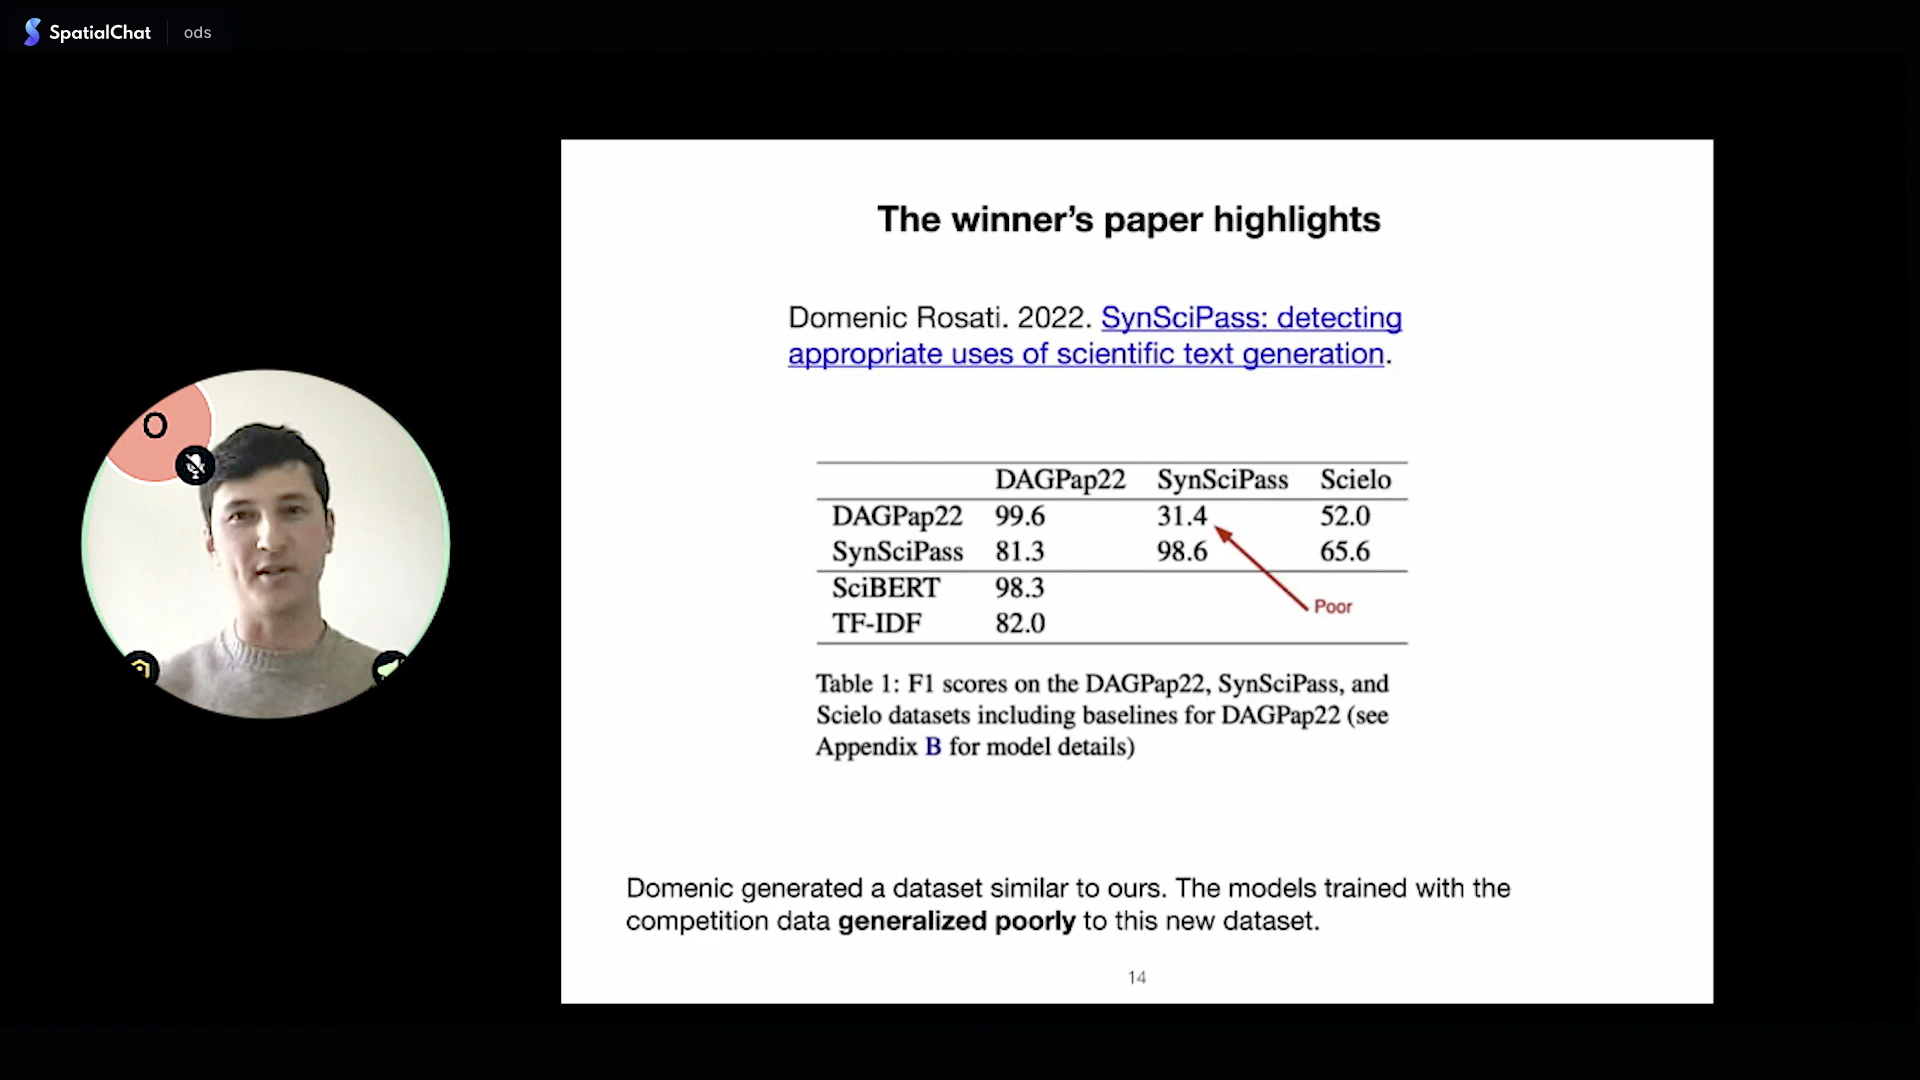 SpatialChat ods
The winner's paper highlights
Domenic Rosati. 2022. SynSciPass: detecting
appropriate uses of scientific text generation.
O
DAGPap22 SynSciPass Scielo
DAGPap22 99.6 31.4 52.0
SynSciPass 81.3 98.6 65.6
SciBERT 98.3
Poor
TF-IDF 82.0
Table 1: F1 scores on the DAGPap22, SynSciPass, and
Scielo datasets including baselines for DAGPap22 (see
Appendix B for model details)
Domenic generated a dataset similar to ours. The models trained with the
competition data generalized poorly to this new dataset.
14